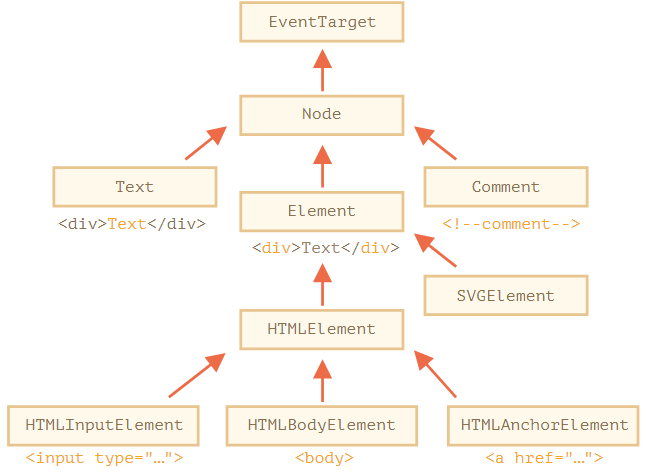 EventTarget
Node
Text
Comment
<div>Text</div>
<!--comment-->
Element
<div>Text</div>
SVGElement
HTMLElement
HTMLInputElement
HTMLBodyElement
HTMLAnchorElement
<input type="…">
<body>
<a href="…">